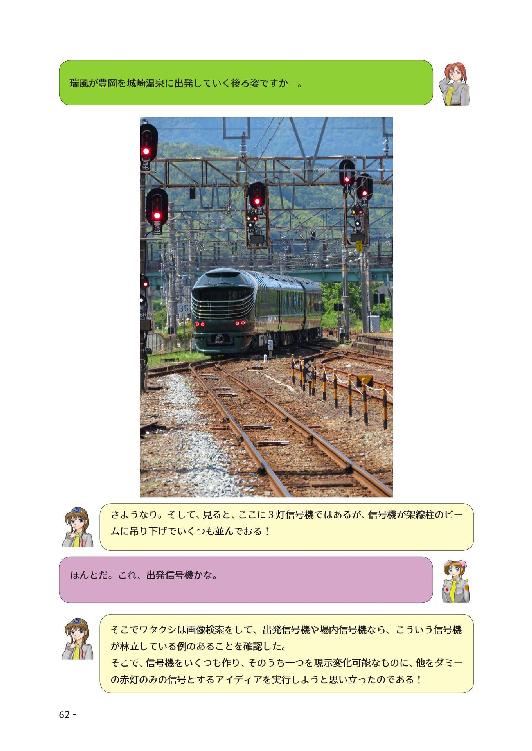 瑞風が豊岡を城崎温泉に出発していく後ろ姿ですか　。
さようなり。そして、見ると、ここに３灯信号機ではあるが、信号機が架線柱のビー
ムに吊り下げでいくつも並んでおる！
ほんとだ。これ、出発信号機かな。
そこでワタクシは画像検索をして、出発信号機や場内信号機なら、こういう信号機
が林立している例のあることを確認した。
そこで、信号機をいくつも作り、そのうち一つを現示変化可能なものに、他をダミー
の赤灯のみの信号とするアイディアを実行しようと思い立ったのである！
62 -